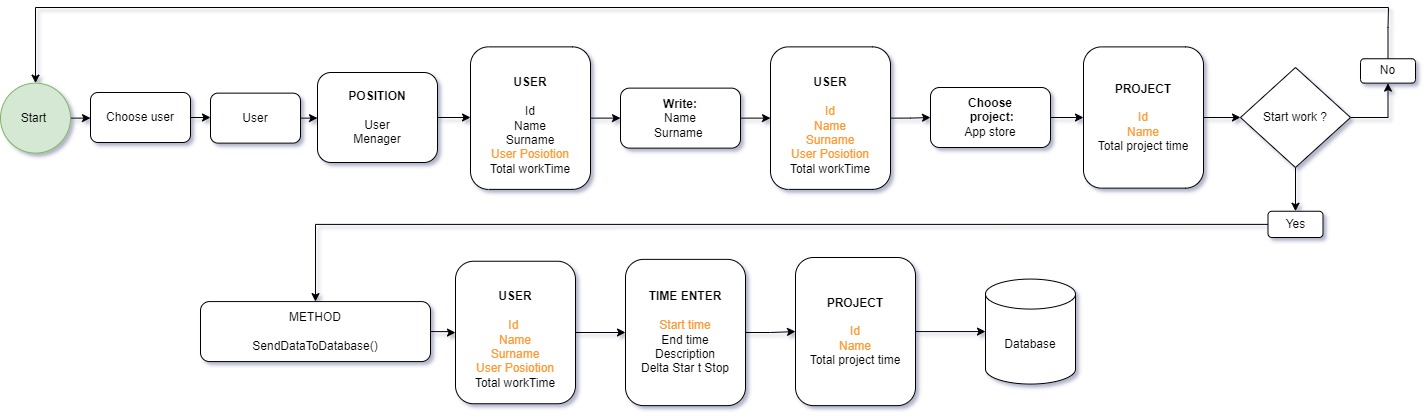 Start
Choose user
User
POSITION
User
Menager
USER
Id
Name
Surname
User Posiotion
Total workTime
Write:
Name
Surname
USER
Id
Name
Surname
User Posiotion
Total workTime
Choose
project:
App store
PROJECT
Id
Name
Total project time
Start work ?
No
Yes
METHOD
SendDataToDatabase()
USER
Id
Name
Surname
User Posiotion
Total workTime
TIME ENTER
Start time
End time
Description
Delta Star t Stop
PROJECT
Id
Name
Total project time
Database